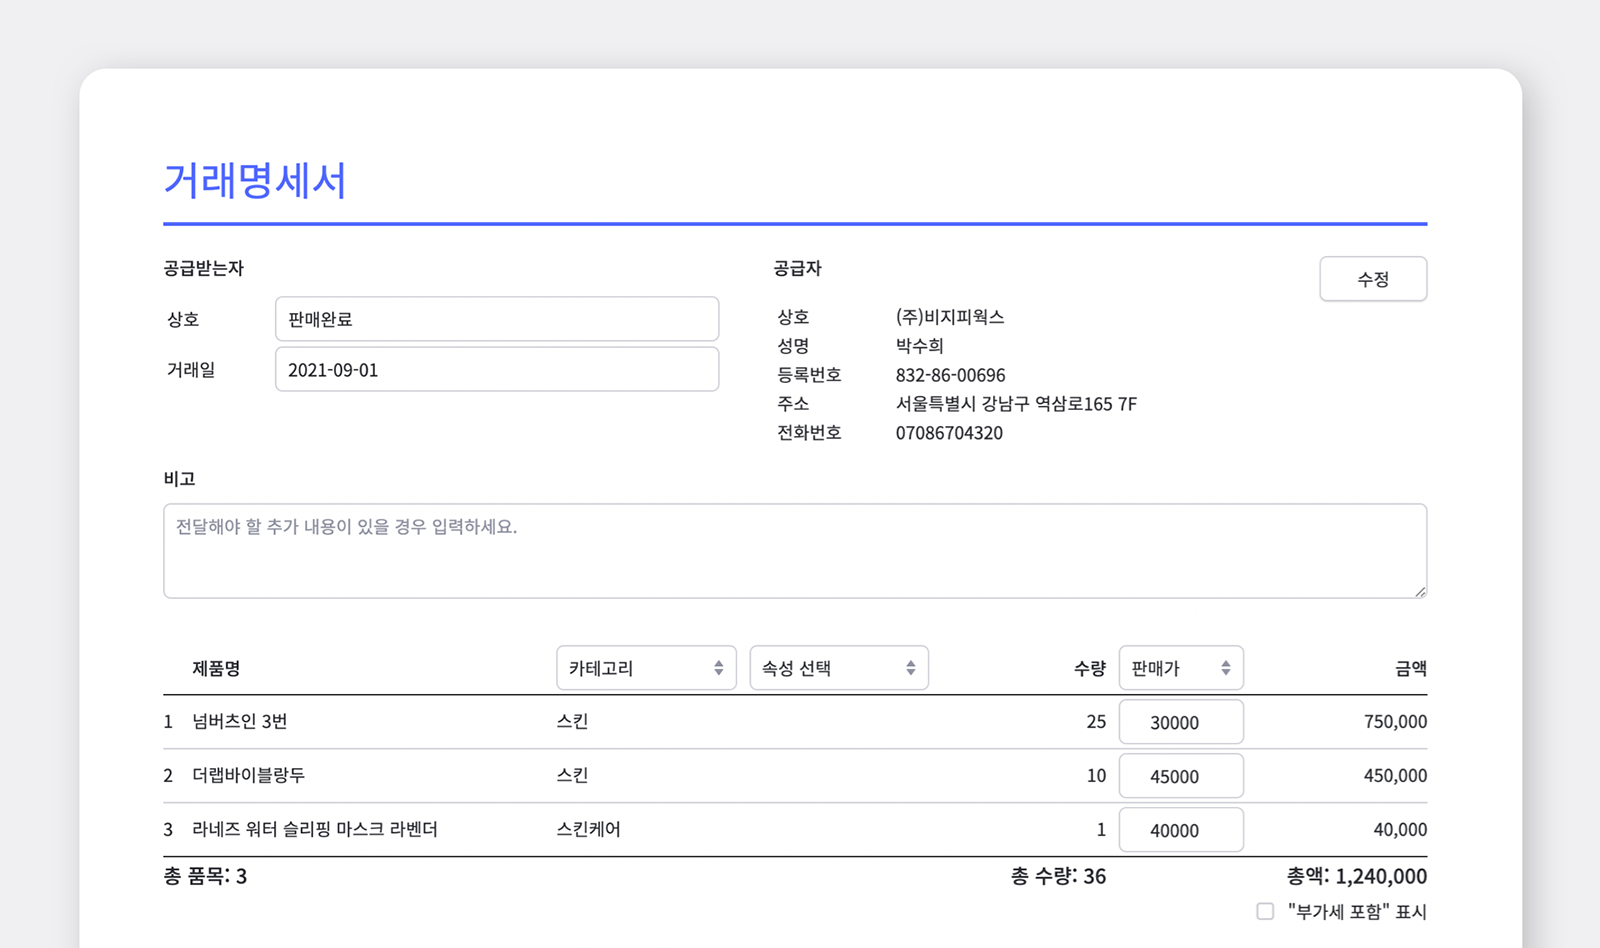 거래명세서
공급받는자
상호 판매완료
거래일 2021-09-01
공급자
수정
상호 (주)비지피웍스
성명 박수희
등록번호 832-86-00696
주소 서울특별시 강남구 역삼로165 7F
전화번호 07086704320
비고
전달해야 할 추가 내용이 있을 경우 입력하세요.
제품명 카테고리 속성 선택 수량 판매가 금액
1 넘버츠인 3번 스킨 25 30000 750,000
2 더랩바이블랑두 스킨 10 45000 450,000
3 라네즈 워터 슬리핑 마스크 라벤더 스킨케어 1 40000 40,000
총 품목: 3 총 수량: 36 총액: 1,240,000
"부가세 포함" 표시